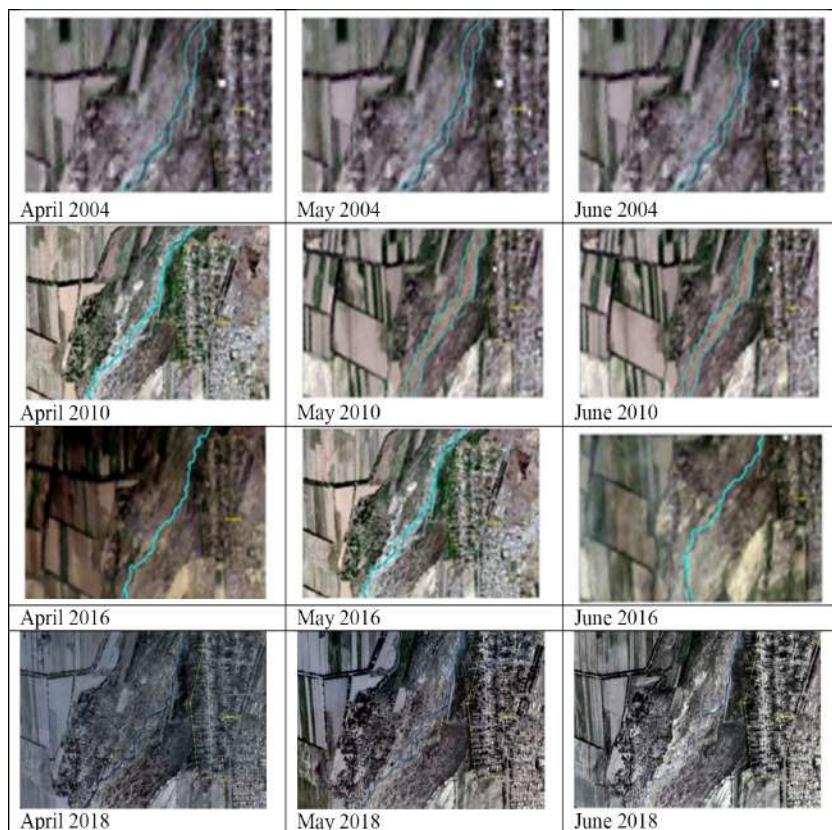 April 2004
May 2004
June 2004
April 2010
May 2010
June 2010
April 2016
May 2016
June 2016
April 2018
May 2018
June 2018